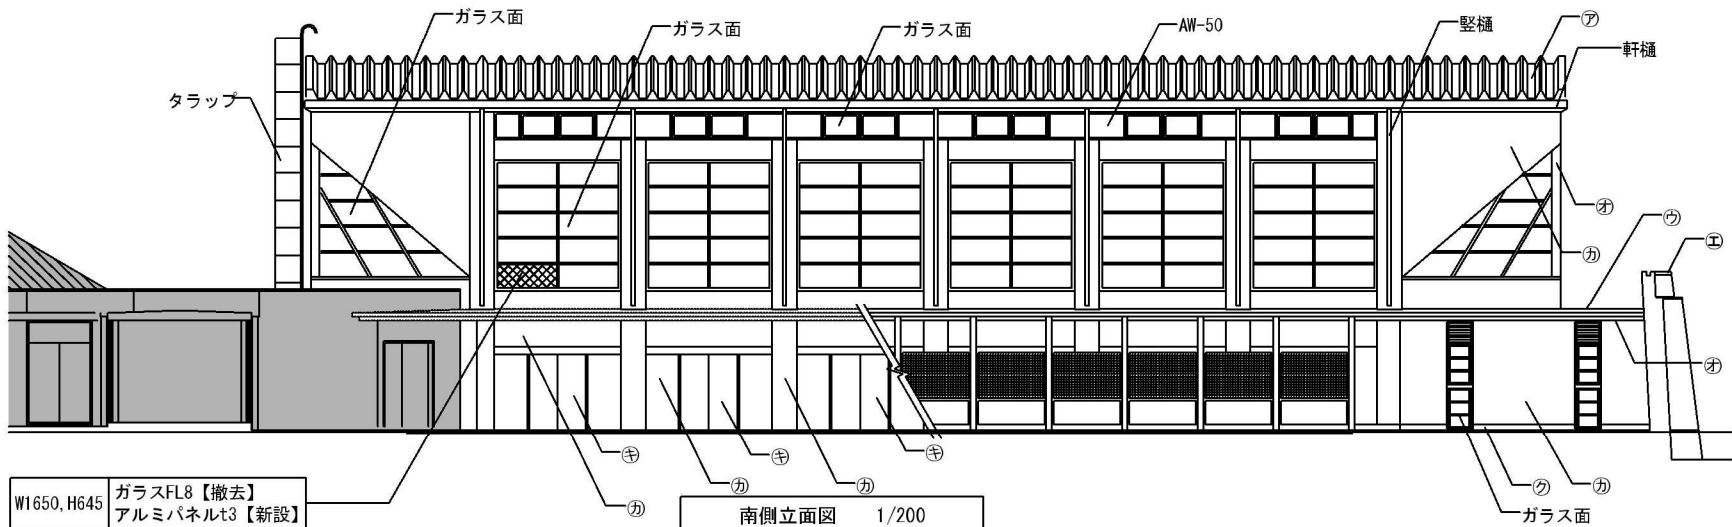 ガラス面
ガラス面
ガラス面
AW-50
竪樋
㋐
軒樋
タラップ
㋔
㋒
㋓
㋕
㋔
㋖
㋖
㋖
㋕
㋕
㋕
㋗
㋕
ガラス面
W1650,H645
ガラスFL8【撤去】
アルミパネルt3【新設】
南側立面図 1/200